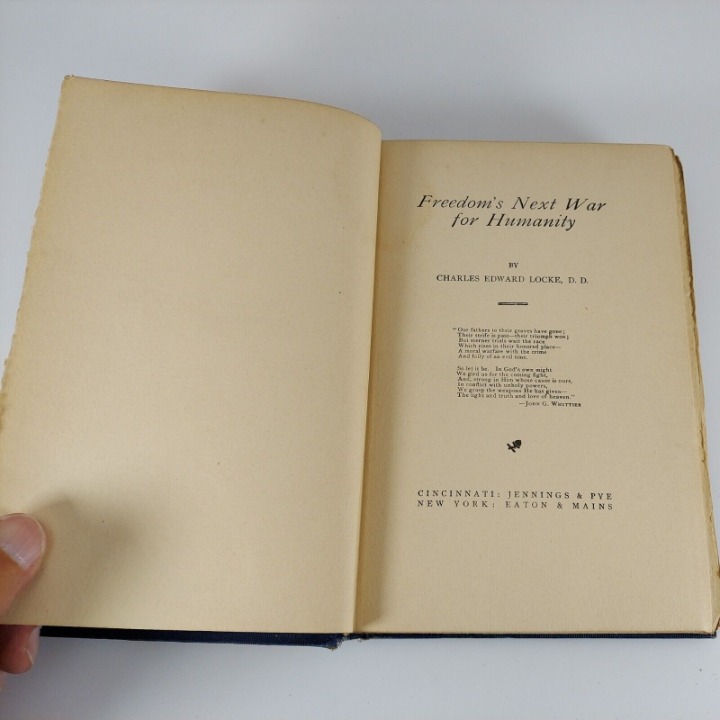 Freedom's Next War
for Humanity
BY
CHARLES EDWARD LOCKE, D. D.
"Our fathers to their graves have gone;
Their strife is past—their triumph won;
But sterner trials wait the race
Which rises in their honored place—
A moral warfare with the crime
And folly of an evil time.
So let it be. In God's own might
We gird us for the coming fight,
And, strong in Him whose cause is ours,
In conflict with unholy powers,
We grasp the weapons He has given—
The light and truth and love of heaven."
—JOHN G. WHITTIER
CINCINNATI: JENNINGS & PYE
NEW YORK: EATON & MAINS